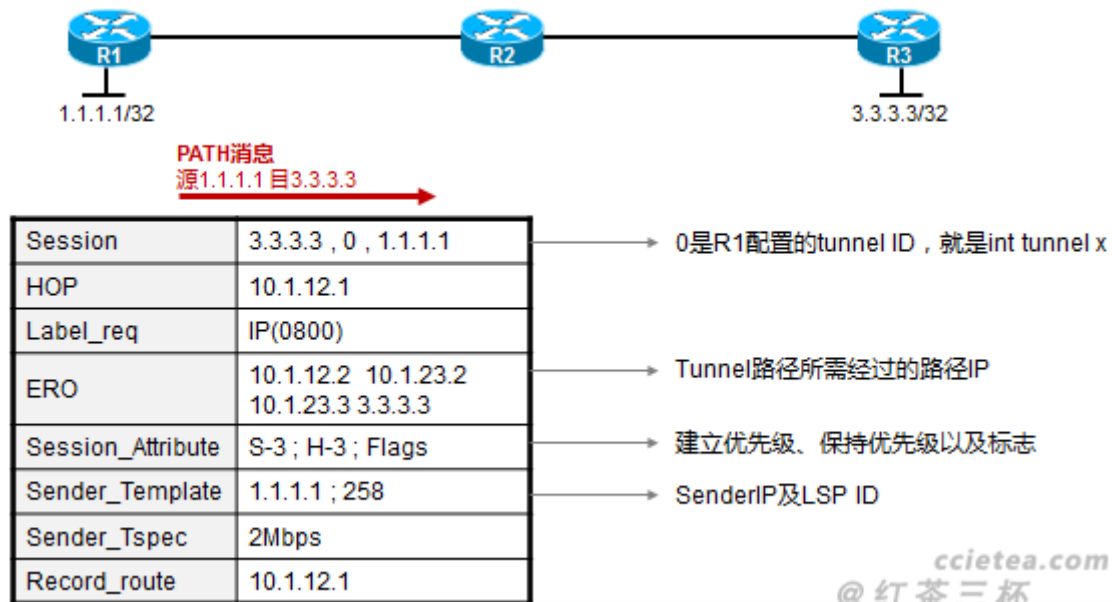 R1
R2
R3
1.1.1.1/32
3.3.3.3/32
PATH消息
源1.1.1.1 目3.3.3.3
Session 3.3.3.3 , 0 , 1.1.1.1
0是R1配置的tunnel ID，就是int tunnel x
HOP 10.1.12.1
Label_req IP(0800)
ERO 10.1.12.2 10.1.23.2
10.1.23.3 3.3.3.3
Tunnel路径所需经过的路径IP
Session_Attribute S-3 ; H-3 ; Flags
建立优先级、保持优先级以及标志
Sender_Template 1.1.1.1 ; 258
SenderIP及LSP ID
Sender_Tspec 2Mbps
Record_route 10.1.12.1
ccietea.com
@红茶三杯